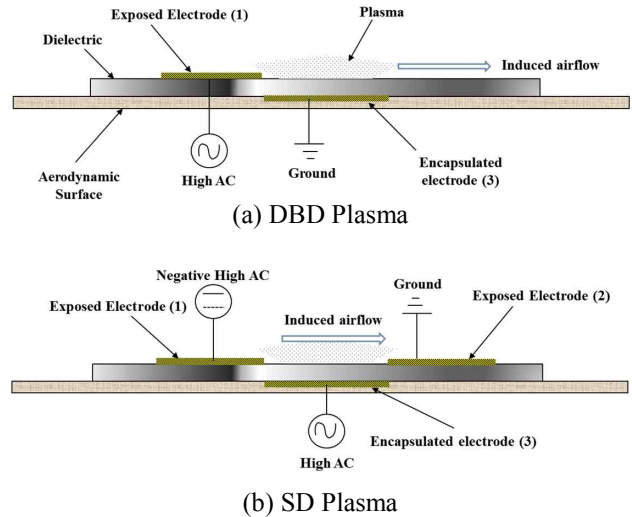 Exposed Electrode (1)
Plasma
Dielectric
Induced airflow
Aerodynamic
Surface
High AC
Ground
Encapsulated
electrode (3)
(a) DBD Plasma
Negative High AC
Ground
Exposed Electrode (1)
Exposed Electrode (2)
Induced airflow
Encapsulated electrode (3)
High AC
(b) SD Plasma